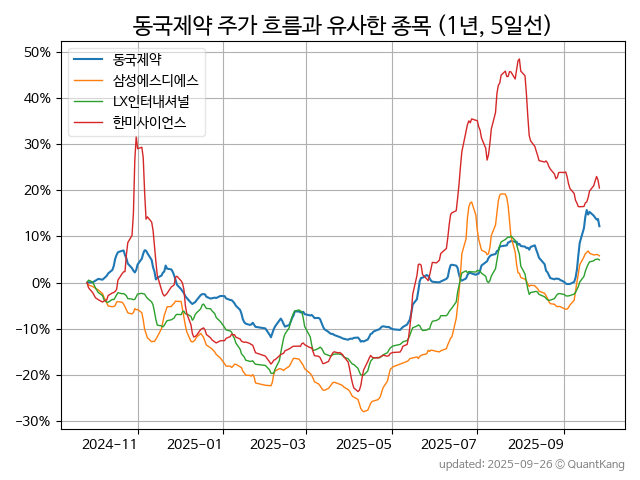 동국제약 주가 흐름과 유사한 종목 (1년, 5일선)
50%
40%
30%
20%
10%
0%
−10%
−20%
−30%
동국제약
삼성에스디에스
LX인터내셔널
한미사이언스
2024-11 2025-01 2025-03 2025-05 2025-07 2025-09
updated: 2025-09-26 © QuantKang